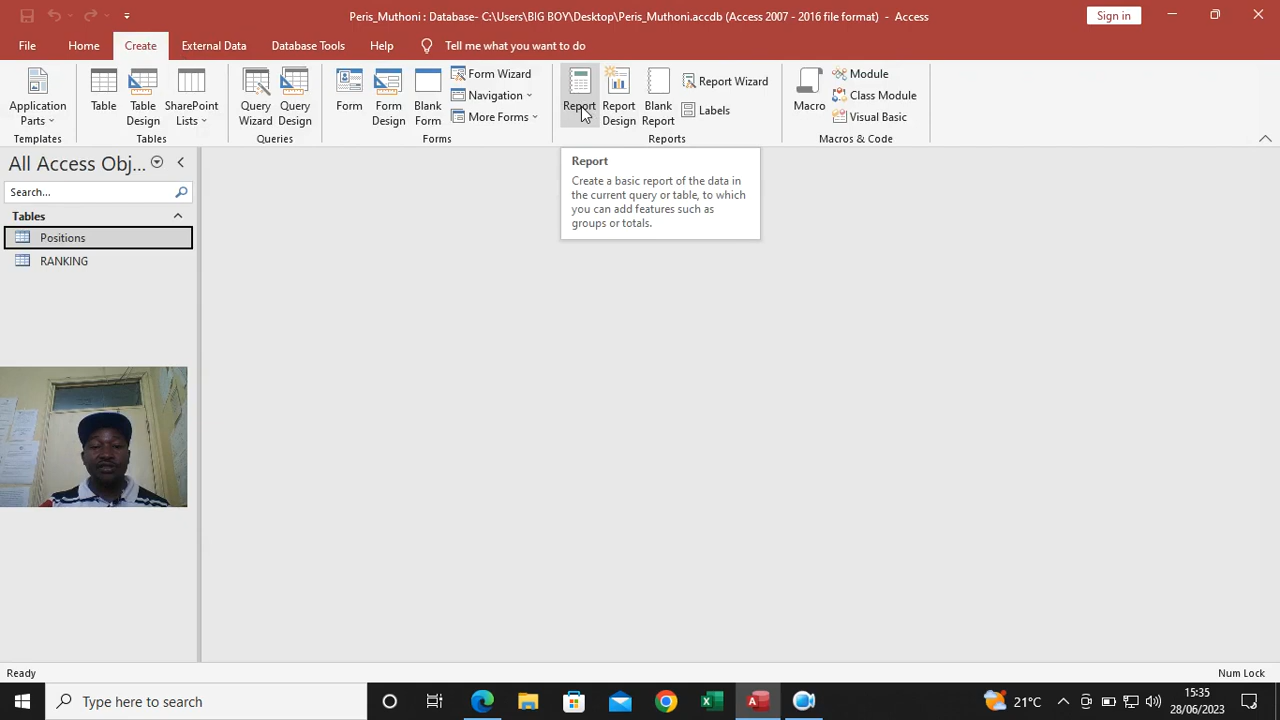 Peris_Muthoni : Database- C:\Users\BIG BOY\Desktop\Peris_Muthoni.accdb (Access 2007 - 2016 file format) - Access
Sign in
File
Home
Create
External Data
Database Tools
Help
Tell me what you want to do
Application
Parts
Templates
Table
Table
Design
SharePoint
Lists
Tables
Query
Wizard
Query
Design
Queries
Form
Form
Design
Blank
Form
Form Wizard
Navigation
More Forms
Forms
Report
Report
Design
Blank
Report
Report Wizard
Labels
Reports
Macro
Module
Class Module
Visual Basic
Macros & Code
All Access Obj...
Search...
Tables
Positions
RANKING
Report
Create a basic report of the data in
the current query or table, to which
you can add features such as
groups or totals.
Ready
Num Lock
Type here to search
21°C
15:35
28/06/2023